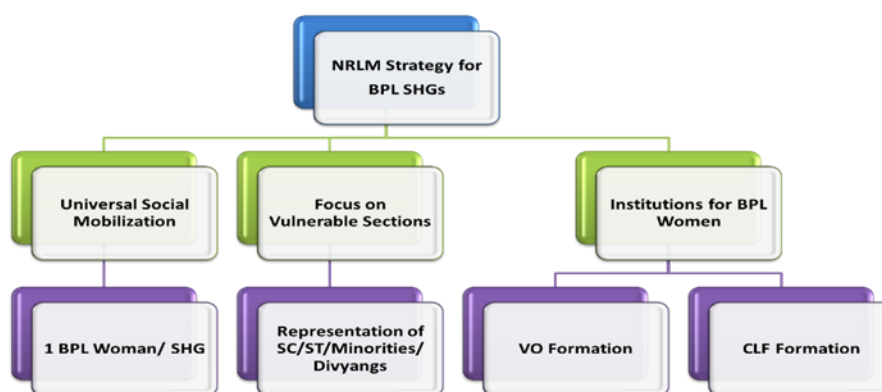 NRLM Strategy for
BPL SHGs
Universal Social
Mobilization
Focus on
Vulnerable Sections
Institutions for BPL
Women
1 BPL Woman/ SHG
Representation of
SC/ST/Minorities/
Divyangs
VO Formation
CLF Formation